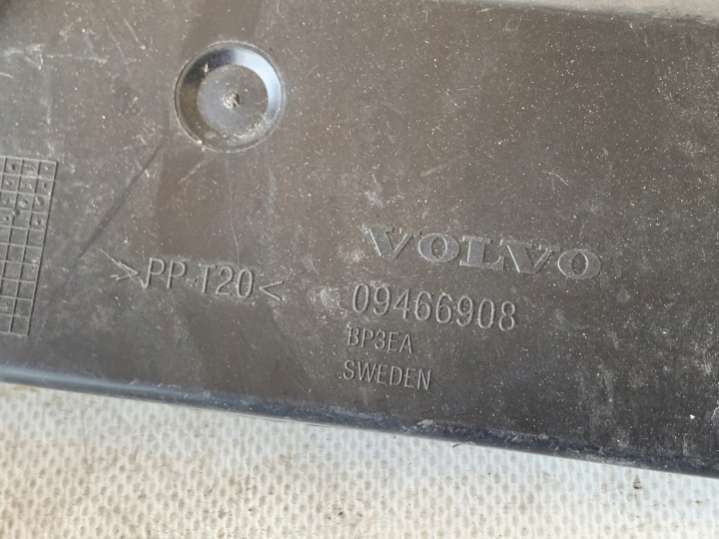 VOLVO
>PP-T20<
09466908
BP3EA
SWEDEN